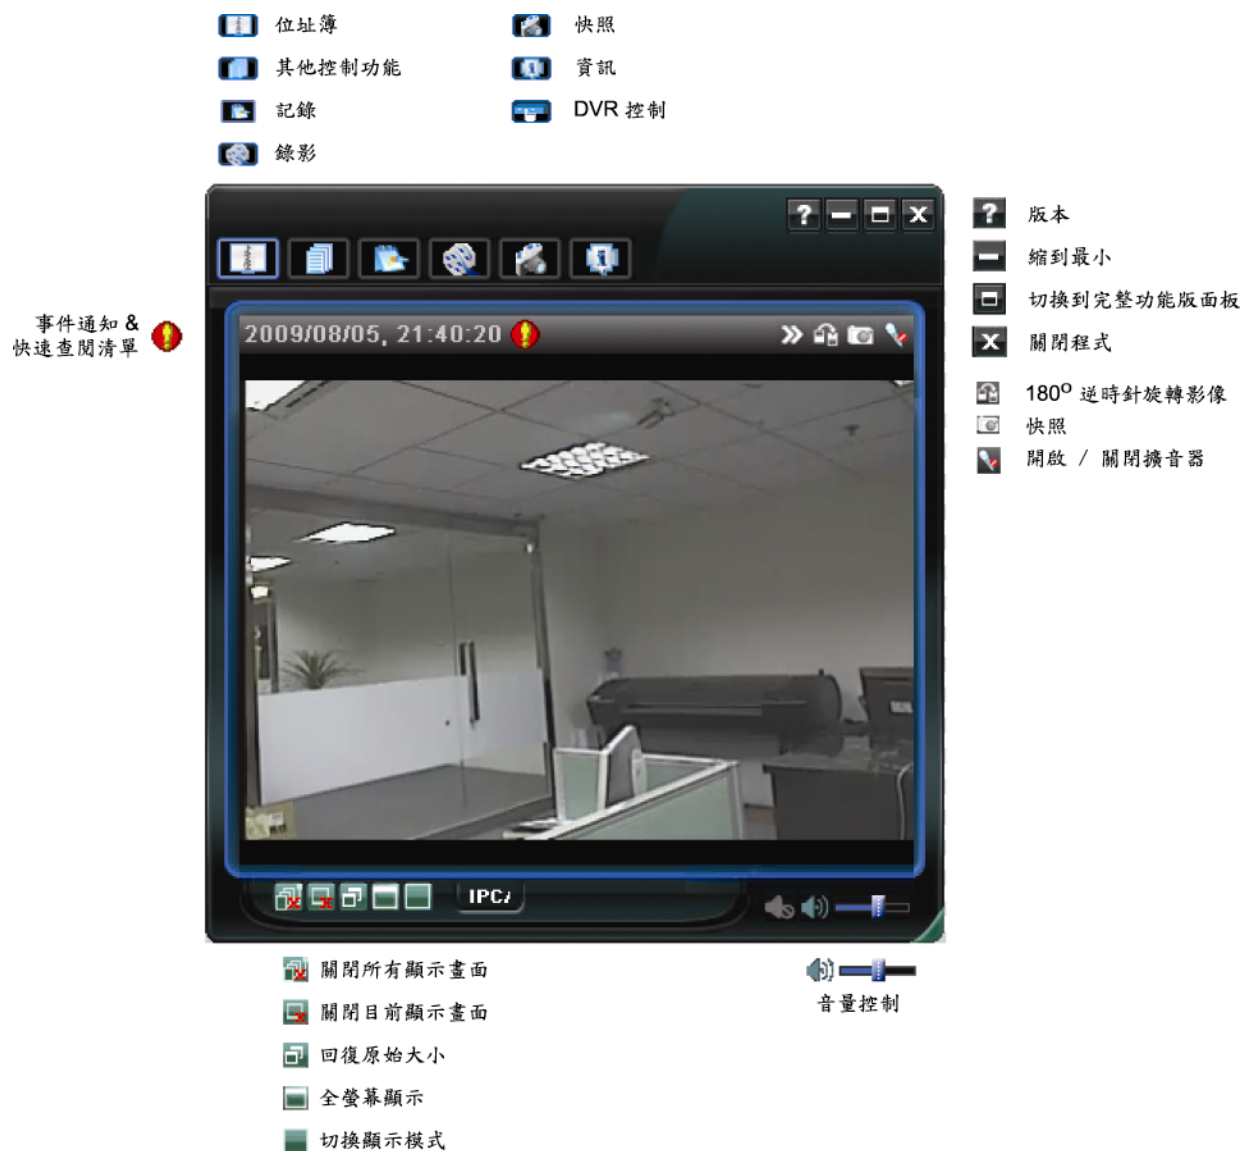 位址簿
快照
其他控制功能
資訊
記錄
DVR 控制
錄影
版本
縮到最小
切換到完整功能版面板
關閉程式
事件通知 &
快速查閱清單
2009/08/05, 21:40:20
180° 逆時針旋轉影像
快照
開啟 / 關閉擴音器
IPC
關閉所有顯示畫面
關閉目前顯示畫面
回復原始大小
全螢幕顯示
切換顯示模式
音量控制